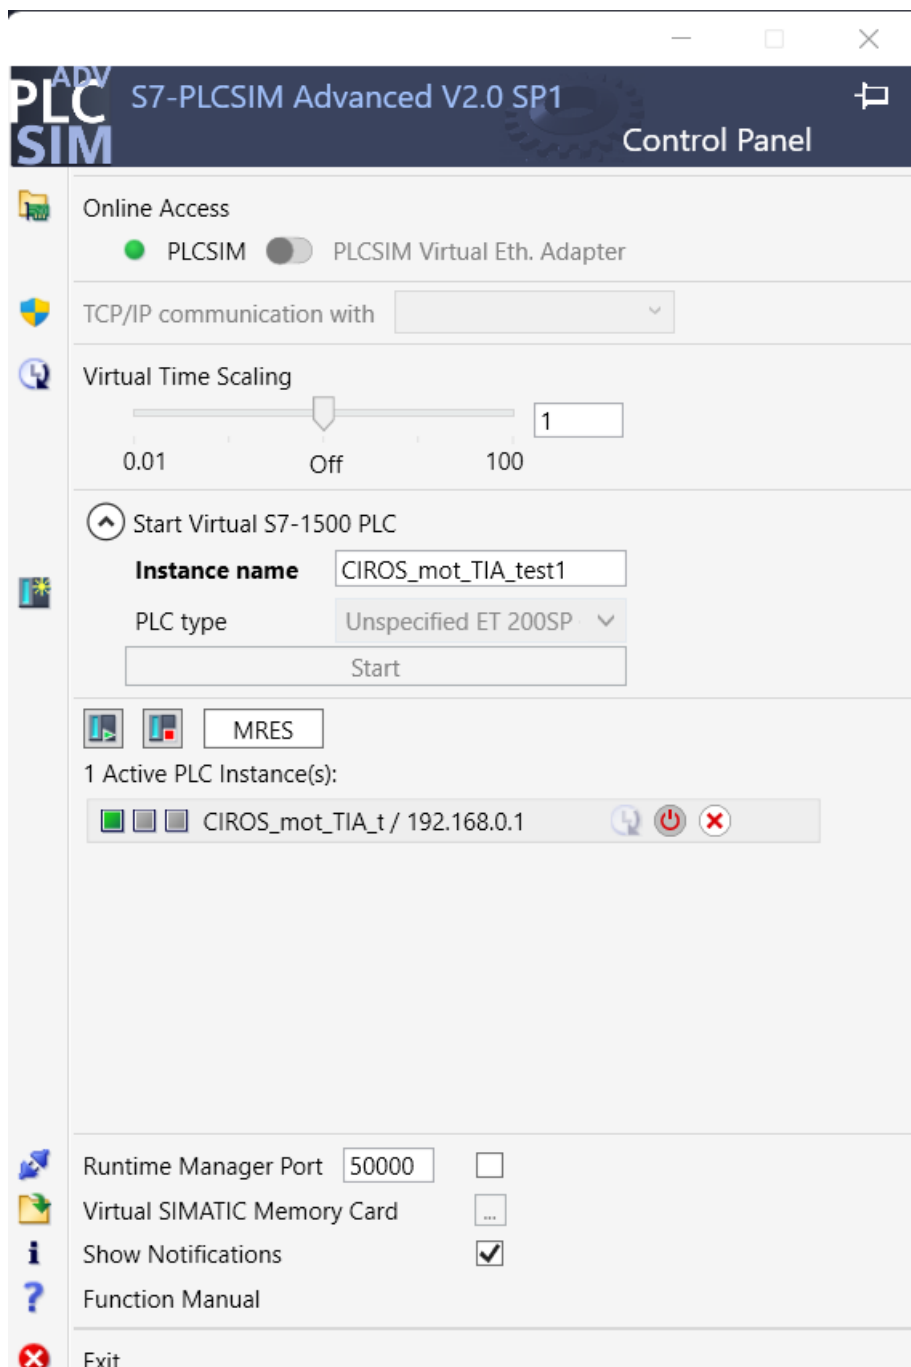 ADV
PLC
SIM
S7-PLCSIM Advanced V2.0 SP1
Control Panel
Online Access
PLCSIM PLCSIM Virtual Eth. Adapter
TCP/IP communication with
Virtual Time Scaling
1
0.01 Off 100
Start Virtual S7-1500 PLC
Instance name CIROS_mot_TIA_test1
PLC type Unspecified ET 200SP
Start
MRES
1 Active PLC Instance(s):
CIROS_mot_TIA_t / 192.168.0.1
Runtime Manager Port 50000
Virtual SIMATIC Memory Card ...
Show Notifications
Function Manual
Exit